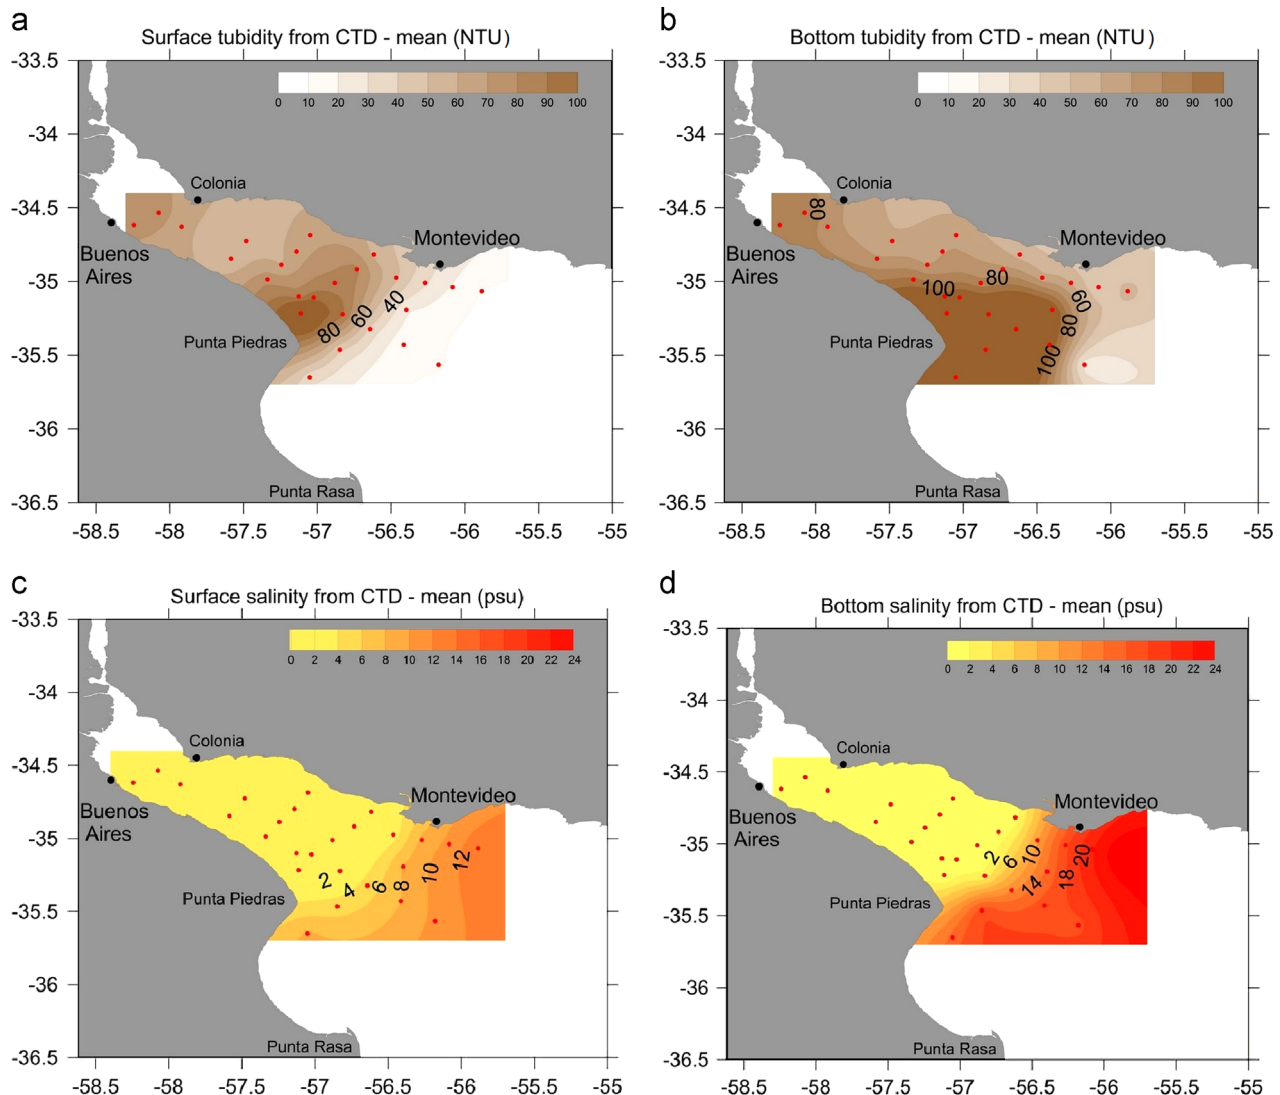 a
Surface tubidity from CTD - mean (NTU)
-33.5
-34
-34.5
-35
-35.5
-36
-36.5
0 10 20 30 40 50 60 70 80 90 100
Colonia
Buenos
Aires
Montevideo
40
60
80
Punta Piedras
Punta Rasa
-58.5 -58 -57.5 -57 -56.5 -56 -55.5 -55
b
Bottom tubidity from CTD - mean (NTU)
-33.5
-34
-34.5
-35
-35.5
-36
-36.5
0 10 20 30 40 50 60 70 80 90 100
Colonia
80
Buenos
Aires
Montevideo
80
100
60
80
100
Punta Piedras
Punta Rasa
-58.5 -58 -57.5 -57 -56.5 -56 -55.5 -55
c
Surface salinity from CTD - mean (psu)
-33.5
-34
-34.5
-35
-35.5
-36
-36.5
0 2 4 6 8 10 12 14 16 18 20 22 24
Colonia
Buenos
Aires
Montevideo
2 4 6 8 10 12
Punta Piedras
Punta Rasa
-58.5 -58 -57.5 -57 -56.5 -56 -55.5 -55
d
Bottom salinity from CTD - mean (psu)
-33.5
-34
-34.5
-35
-35.5
-36
-36.5
0 2 4 6 8 10 12 14 16 18 20 22 24
Colonia
Buenos
Aires
Montevideo
2 6 10 14 18 20
Punta Piedras
Punta Rasa
-58.5 -58 -57.5 -57 -56.5 -56 -55.5 -55